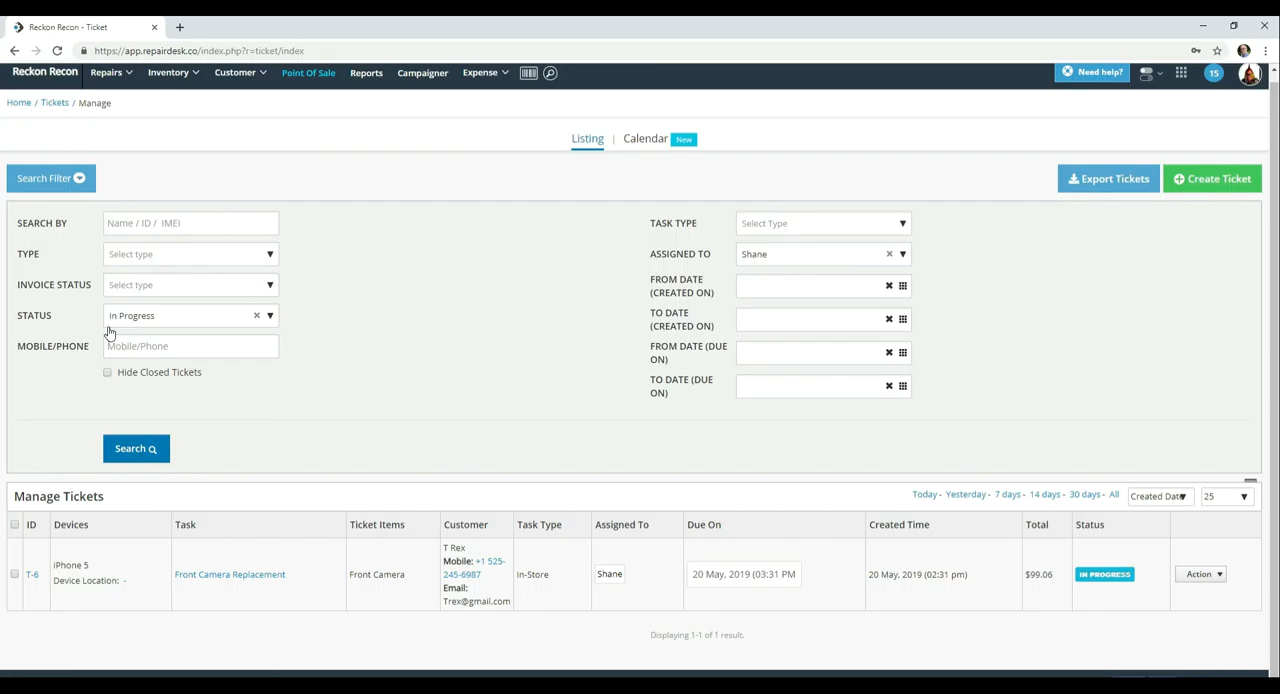 Reckon Recon - Ticket
https://app.repairdesk.co/index.php?r=ticket/index
Reckon Recon Repairs Inventory Customer Point Of Sale Reports Campaigner Expense Need help? 15
Home / Tickets / Manage
Listing | Calendar New
Search Filter Export Tickets Create Ticket
SEARCH BY Name / ID / IMEI TASK TYPE Select Type
TYPE Select type ASSIGNED TO Shane
INVOICE STATUS Select type FROM DATE (CREATED ON)
STATUS In Progress TO DATE (CREATED ON)
MOBILE/PHONE Mobile/Phone FROM DATE (DUE ON)
Hide Closed Tickets TO DATE (DUE ON)
Search
Manage Tickets Today - Yesterday - 7 days - 14 days - 30 days - All Created Date 25
ID Devices Task Ticket Items Customer Task Type Assigned To Due On Created Time Total Status
T-6 iPhone 5 Device Location: - Front Camera Replacement Front Camera T Rex Mobile: +1 525-245-6987 Email: Trex@gmail.com In-Store Shane 20 May, 2019 (03:31 PM 20 May, 2019 (02:31 pm) $99.06 IN PROGRESS Action
Displaying 1-1 of 1 result.